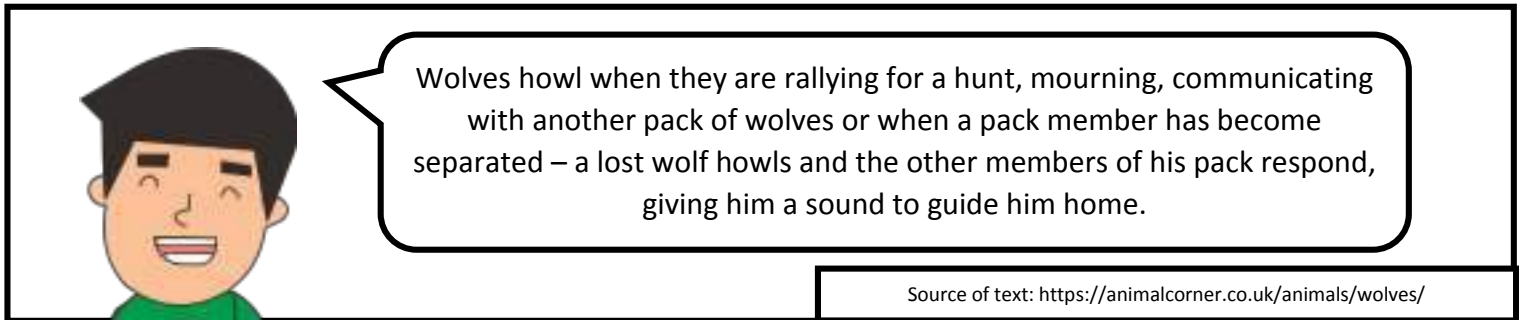 Wolves howl when they are rallying for a hunt, mourning, communicating
with another pack of wolves or when a pack member has become
separated – a lost wolf howls and the other members of his pack respond,
giving him a sound to guide him home.
Source of text: https://animalcorner.co.uk/animals/wolves/